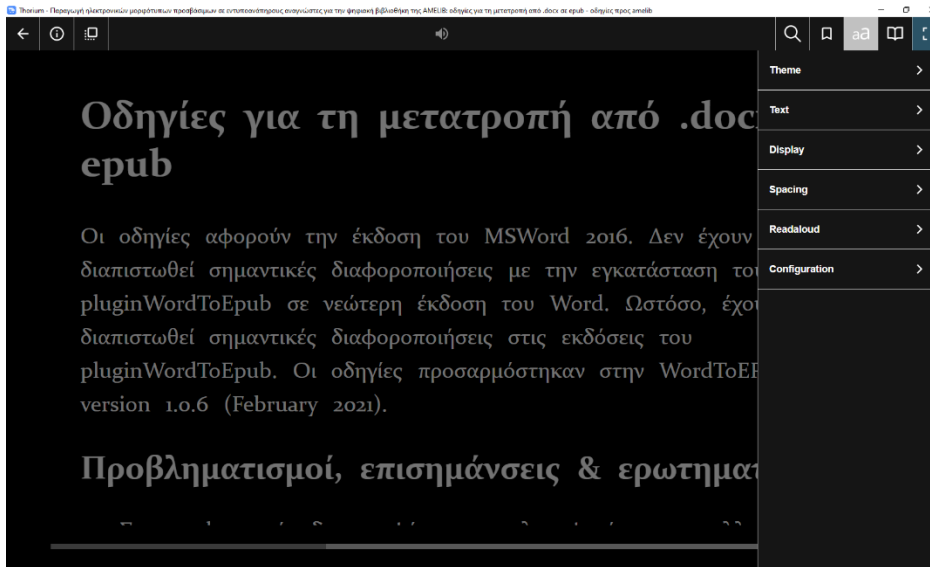 Thorium - Παραγωγή ηλεκτρονικών μορφότυπων προσβάσιμων σε εντυποανάπηρους αναγνώστες για την ψηφιακή βιβλιοθήκη της AMELIB: οδηγίες για τη μετατροπή από .docx σε epub - οδηγίες προς amelib
aa
Theme
Text
Display
Spacing
Readaloud
Configuration
Οδηγίες για τη μετατροπή από .doc
epub
Οι οδηγίες αφορούν την έκδοση του MSWord 2016. Δεν έχουν
διαπιστωθεί σημαντικές διαφοροποιήσεις με την εγκατάσταση του
pluginWordToEpub σε νεώτερη έκδοση του Word. Ωστόσο, έχου
διαπιστωθεί σημαντικές διαφοροποιήσεις στις εκδόσεις του
pluginWordToEpub. Οι οδηγίες προσαρμόστηκαν στην WordToEP
version 1.0.6 (February 2021).
Προβληματισμοί, επισημάνσεις & ερωτηματ